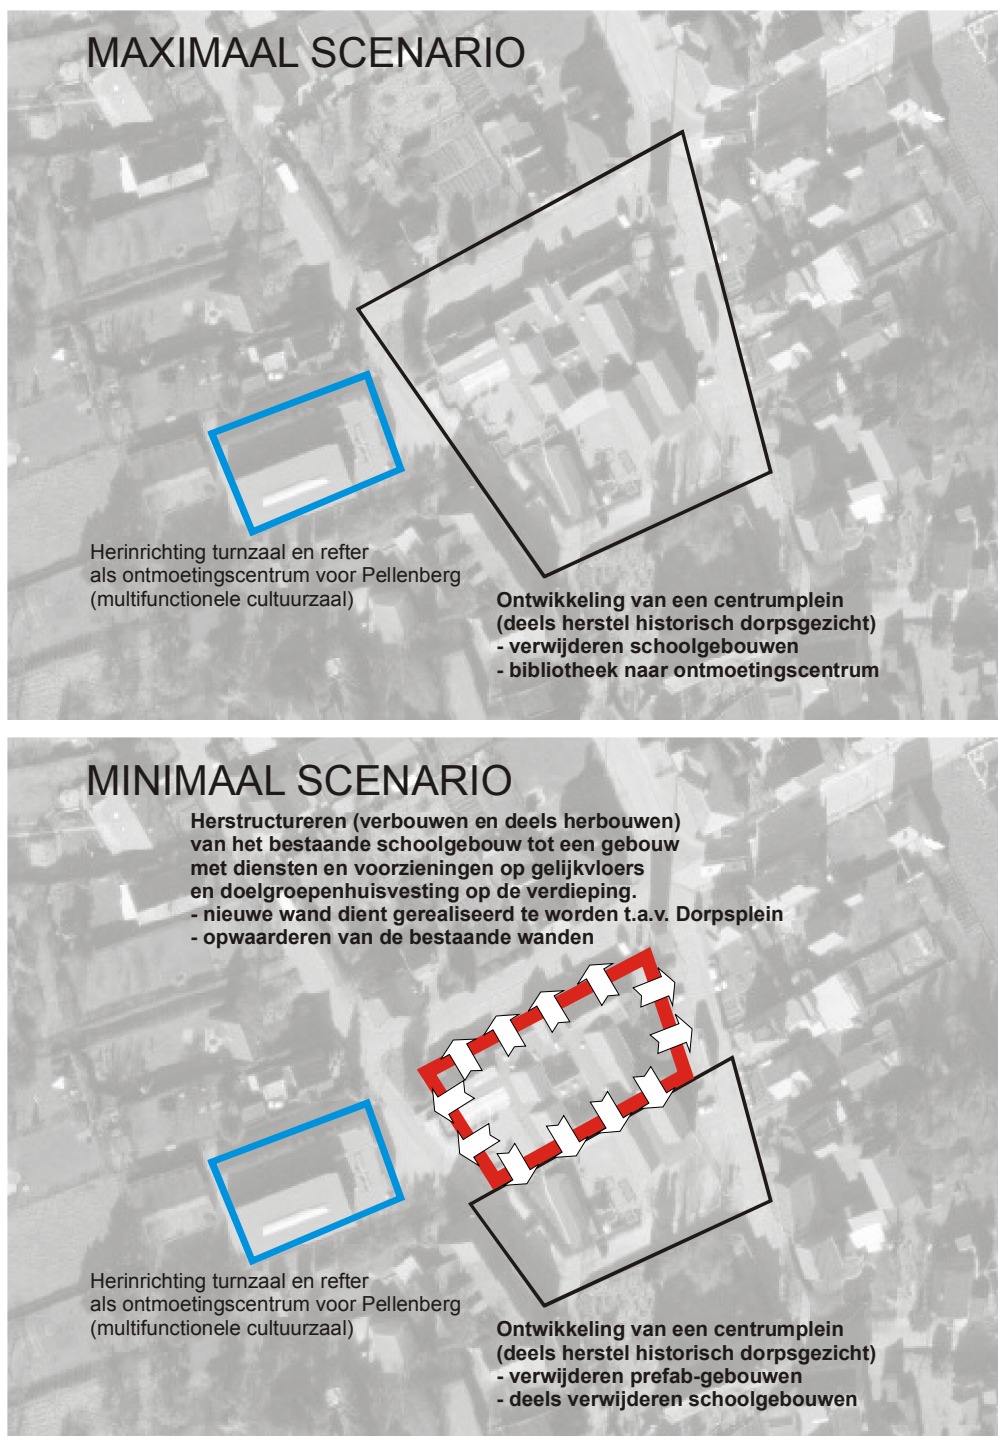 MAXIMAAL SCENARIO
Herinrichting turnzaal en refter
als ontmoetingscentrum voor Pellenberg
(multifunctionele cultuurzaal)
Ontwikkeling van een centrumplein
(deels herstel historisch dorpsgezicht)
- verwijderen schoolgebouwen
- bibliotheek naar ontmoetingscentrum
MINIMAAL SCENARIO
Herstructureren (verbouwen en deels herbouwen)
van het bestaande schoolgebouw tot een gebouw
met diensten en voorzieningen op gelijkvloers
en doelgroepenhuisvesting op de verdieping.
- nieuwe wand dient gerealiseerd te worden t.a.v. Dorpsplein
- opwaarderen van de bestaande wanden
Herinrichting turnzaal en refter
als ontmoetingscentrum voor Pellenberg
(multifunctionele cultuurzaal)
Ontwikkeling van een centrumplein
(deels herstel historisch dorpsgezicht)
- verwijderen prefab-gebouwen
- deels verwijderen schoolgebouwen